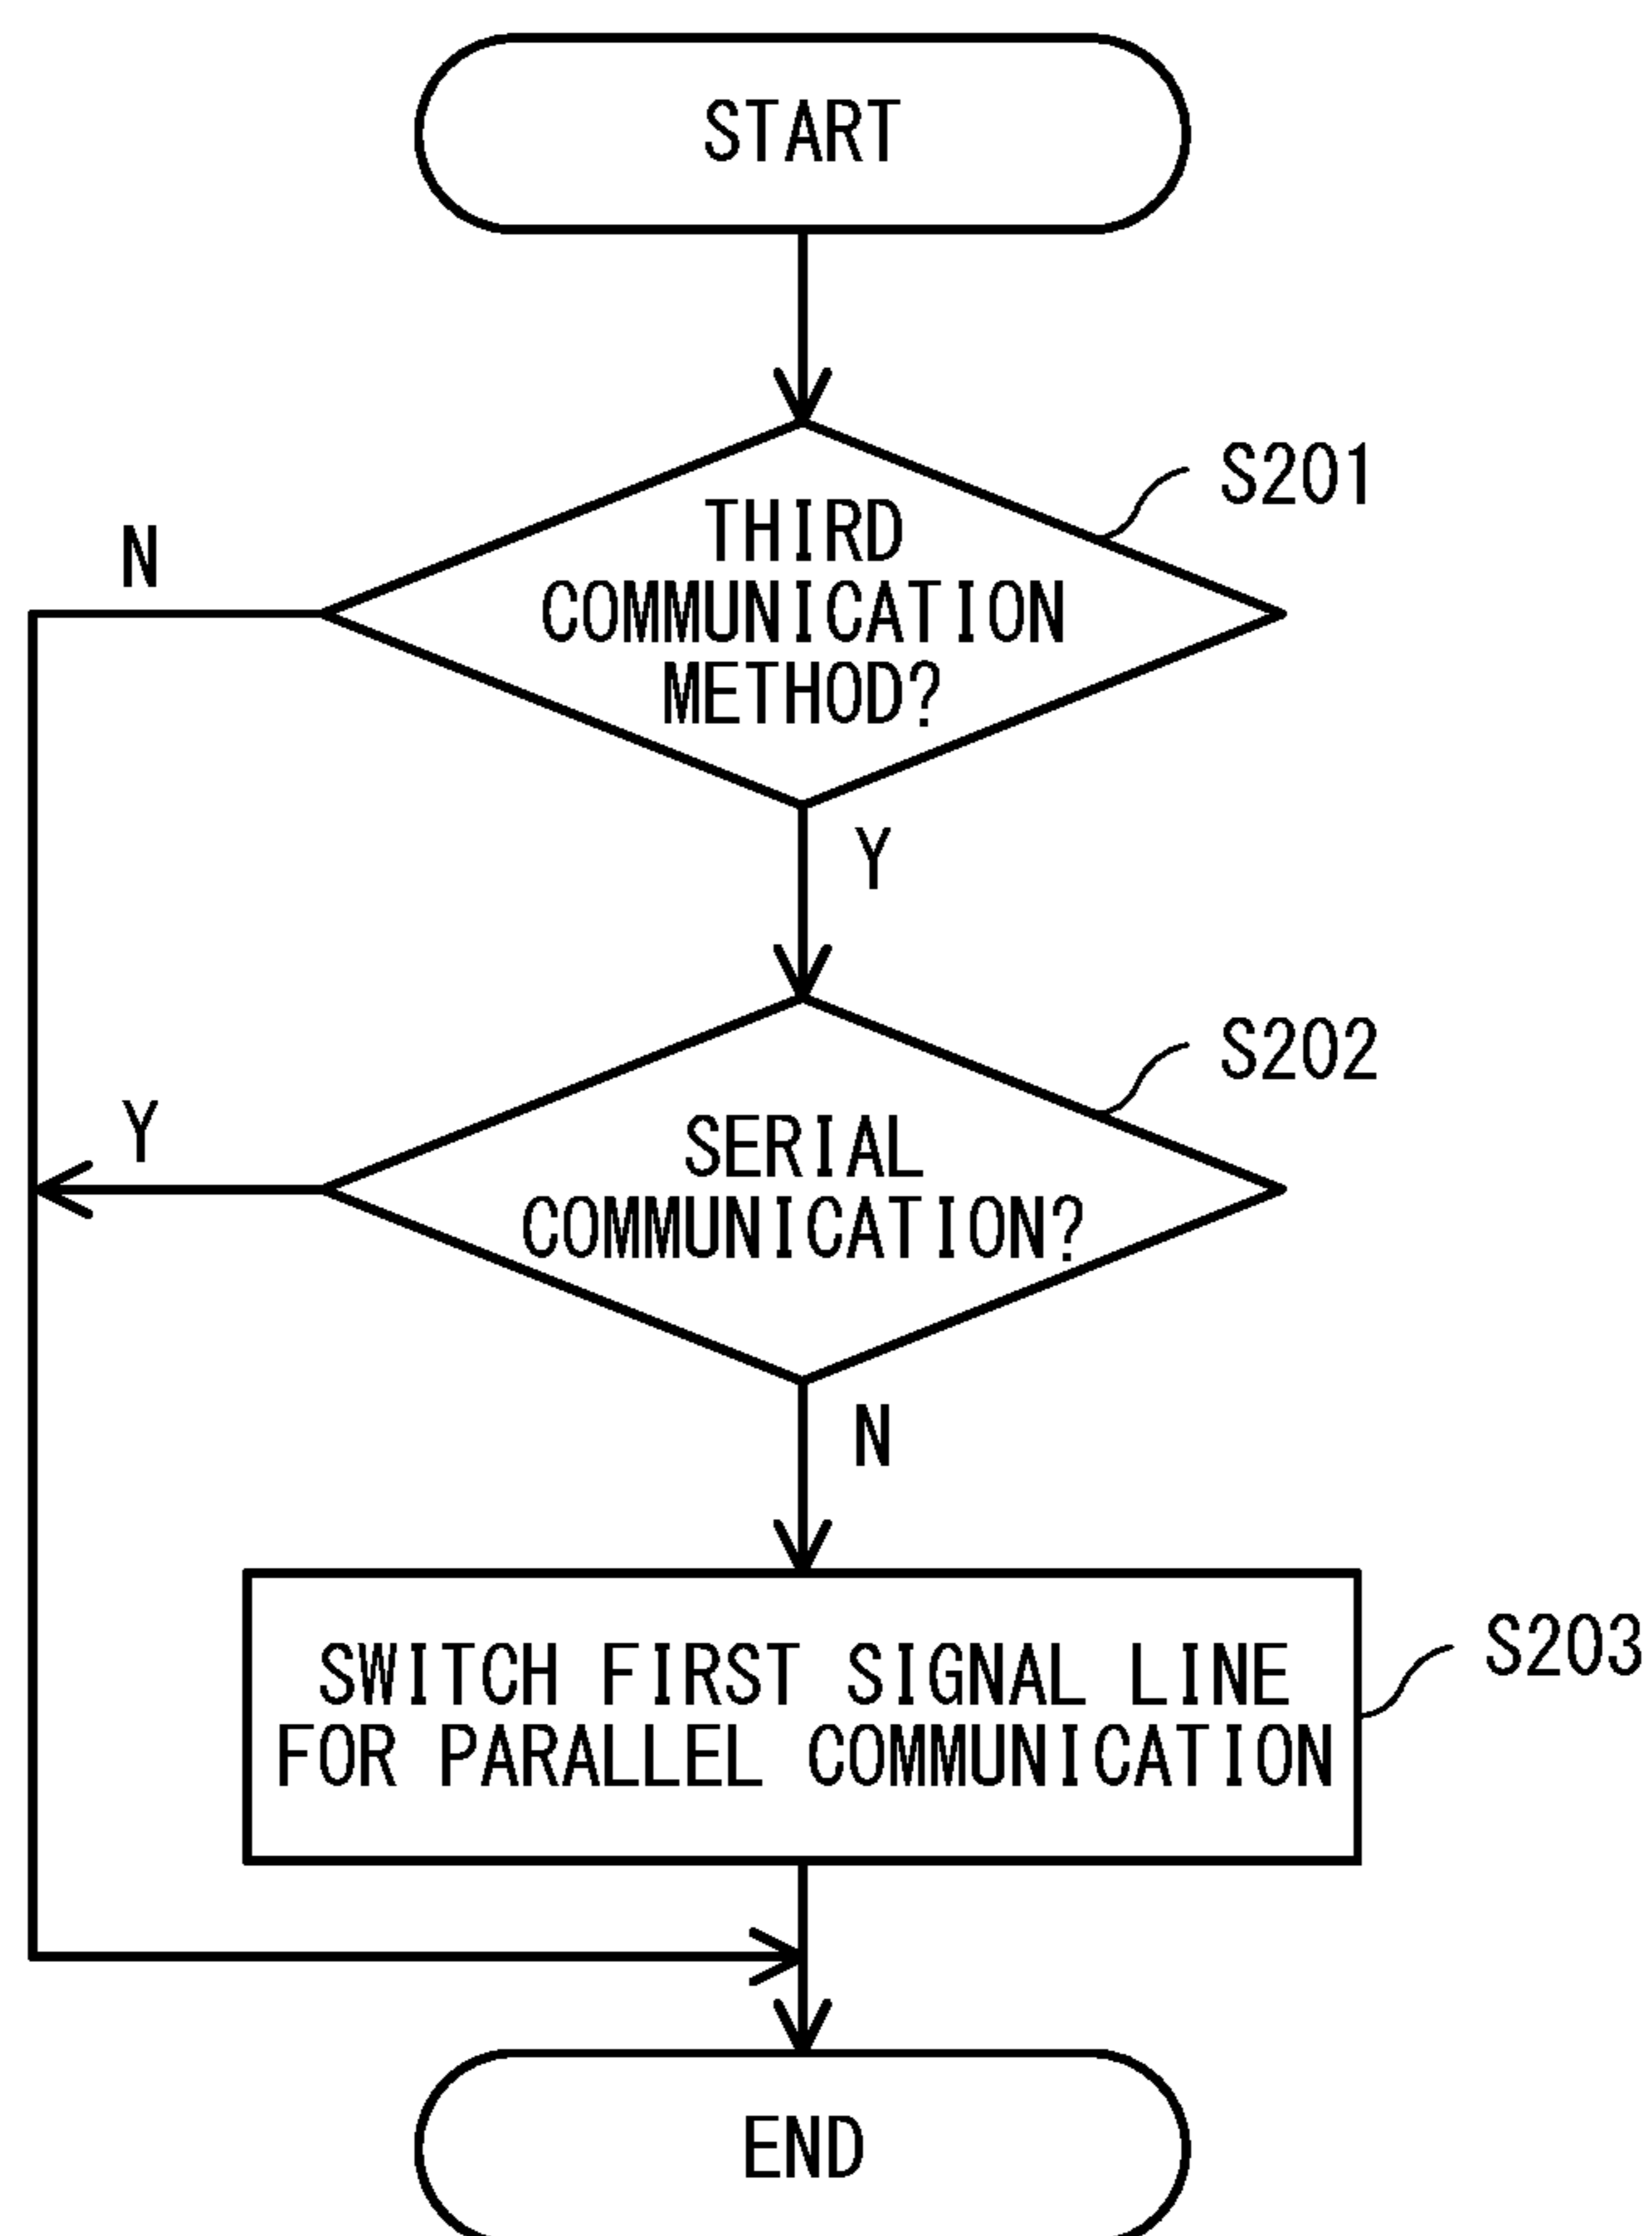 START
S201
THIRD
COMMUNICATION
METHOD?
N
Y
S202
SERIAL
COMMUNICATION?
Y
N
SWITCH FIRST SIGNAL LINE
FOR PARALLEL COMMUNICATION
S203
END